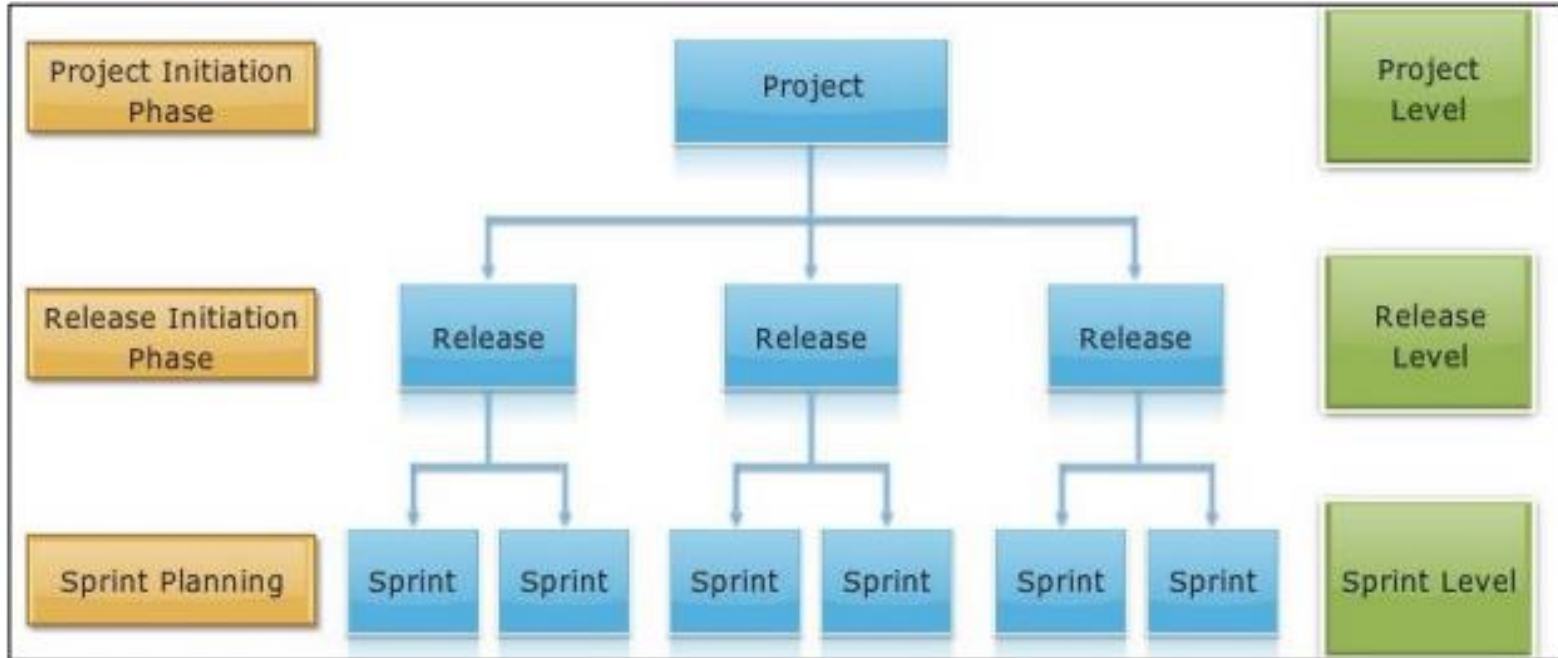 Project Initiation
Phase
Project
Project
Level
Release Initiation
Phase
Release
Release
Release
Release
Level
Sprint Planning
Sprint
Sprint
Sprint
Sprint
Sprint
Sprint
Sprint Level